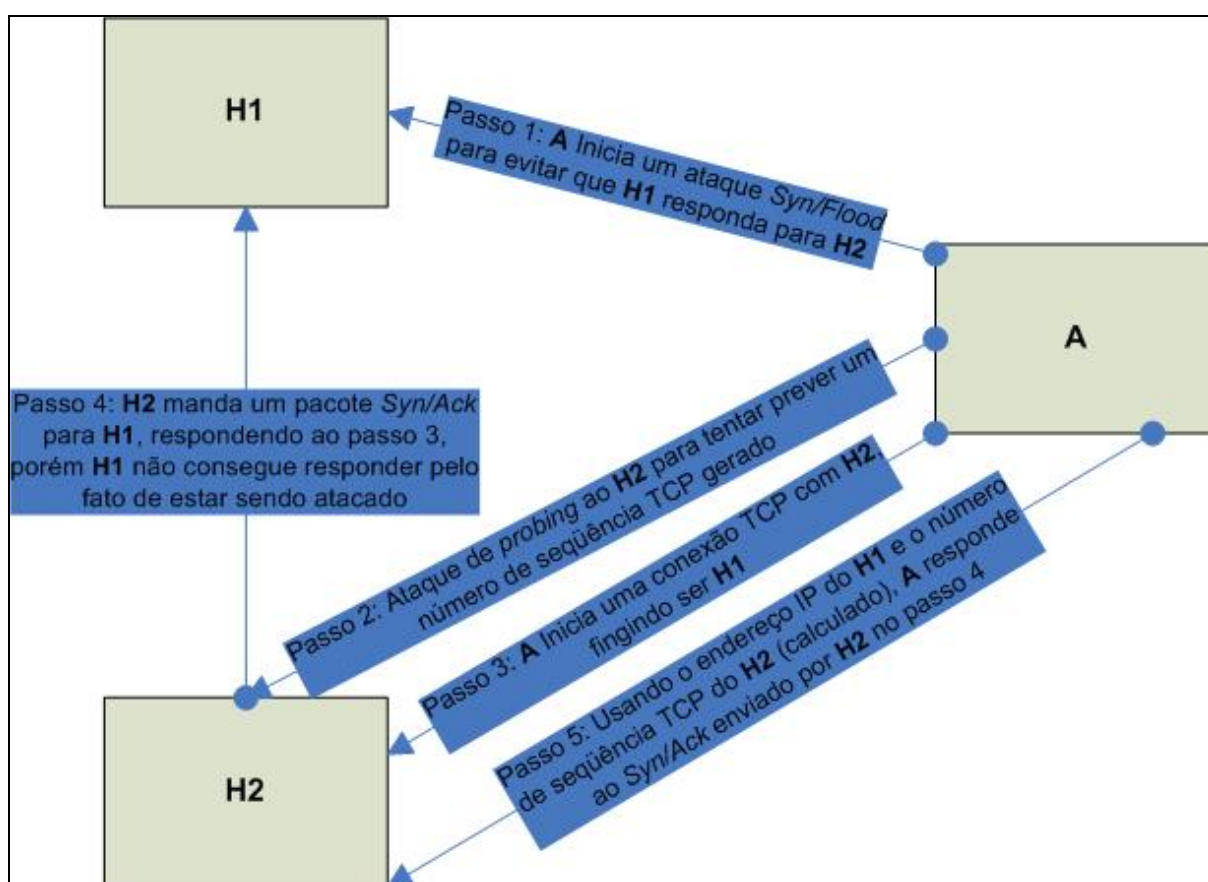 H1
Passo 1: A Inicia um ataque Syn/Flood
para evitar que H1 responda para H2
A
Passo 4: H2 manda um pacote Syn/Ack
para H1, respondendo ao passo 3,
porém H1 não consegue responder pelo
fato de estar sendo atacado
Passo 2: Ataque de probing ao H2 para tentar prever um
número de seqüência TCP gerado
Passo 3: A Inicia uma conexão TCP com H2,
fingindo ser H1
Passo 5: Usando o endereço IP do H1 e o número
de seqüência TCP do H2 (calculado), A responde
ao Syn/Ack enviado por H2 no passo 4
H2